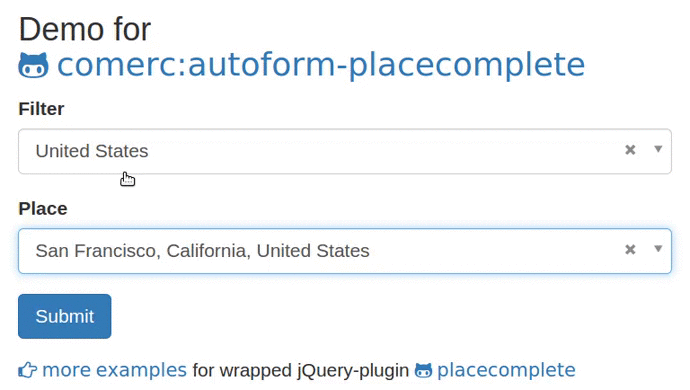 Demo for
comerc:autoform-placecomplete
Filter
United States
Place
San Francisco, California, United States
Submit
more examples for wrapped jQuery-plugin placecomplete